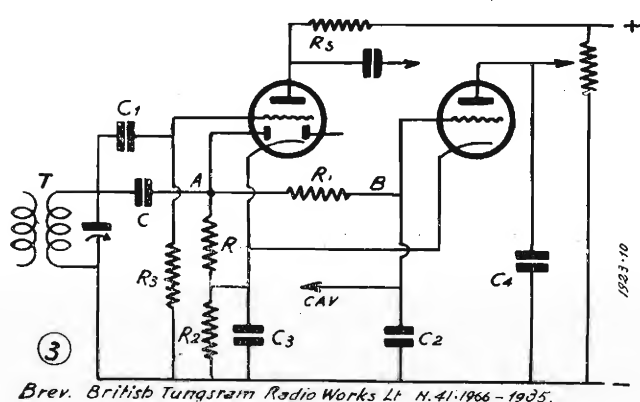 R5
+
C1
T
A
R1
B
C
R
R3
C4
CAV
R2
C3
C2
1923·10
3
−
Brev. British Tungsram Radio Works Lt N. 41·1966 - 1935.